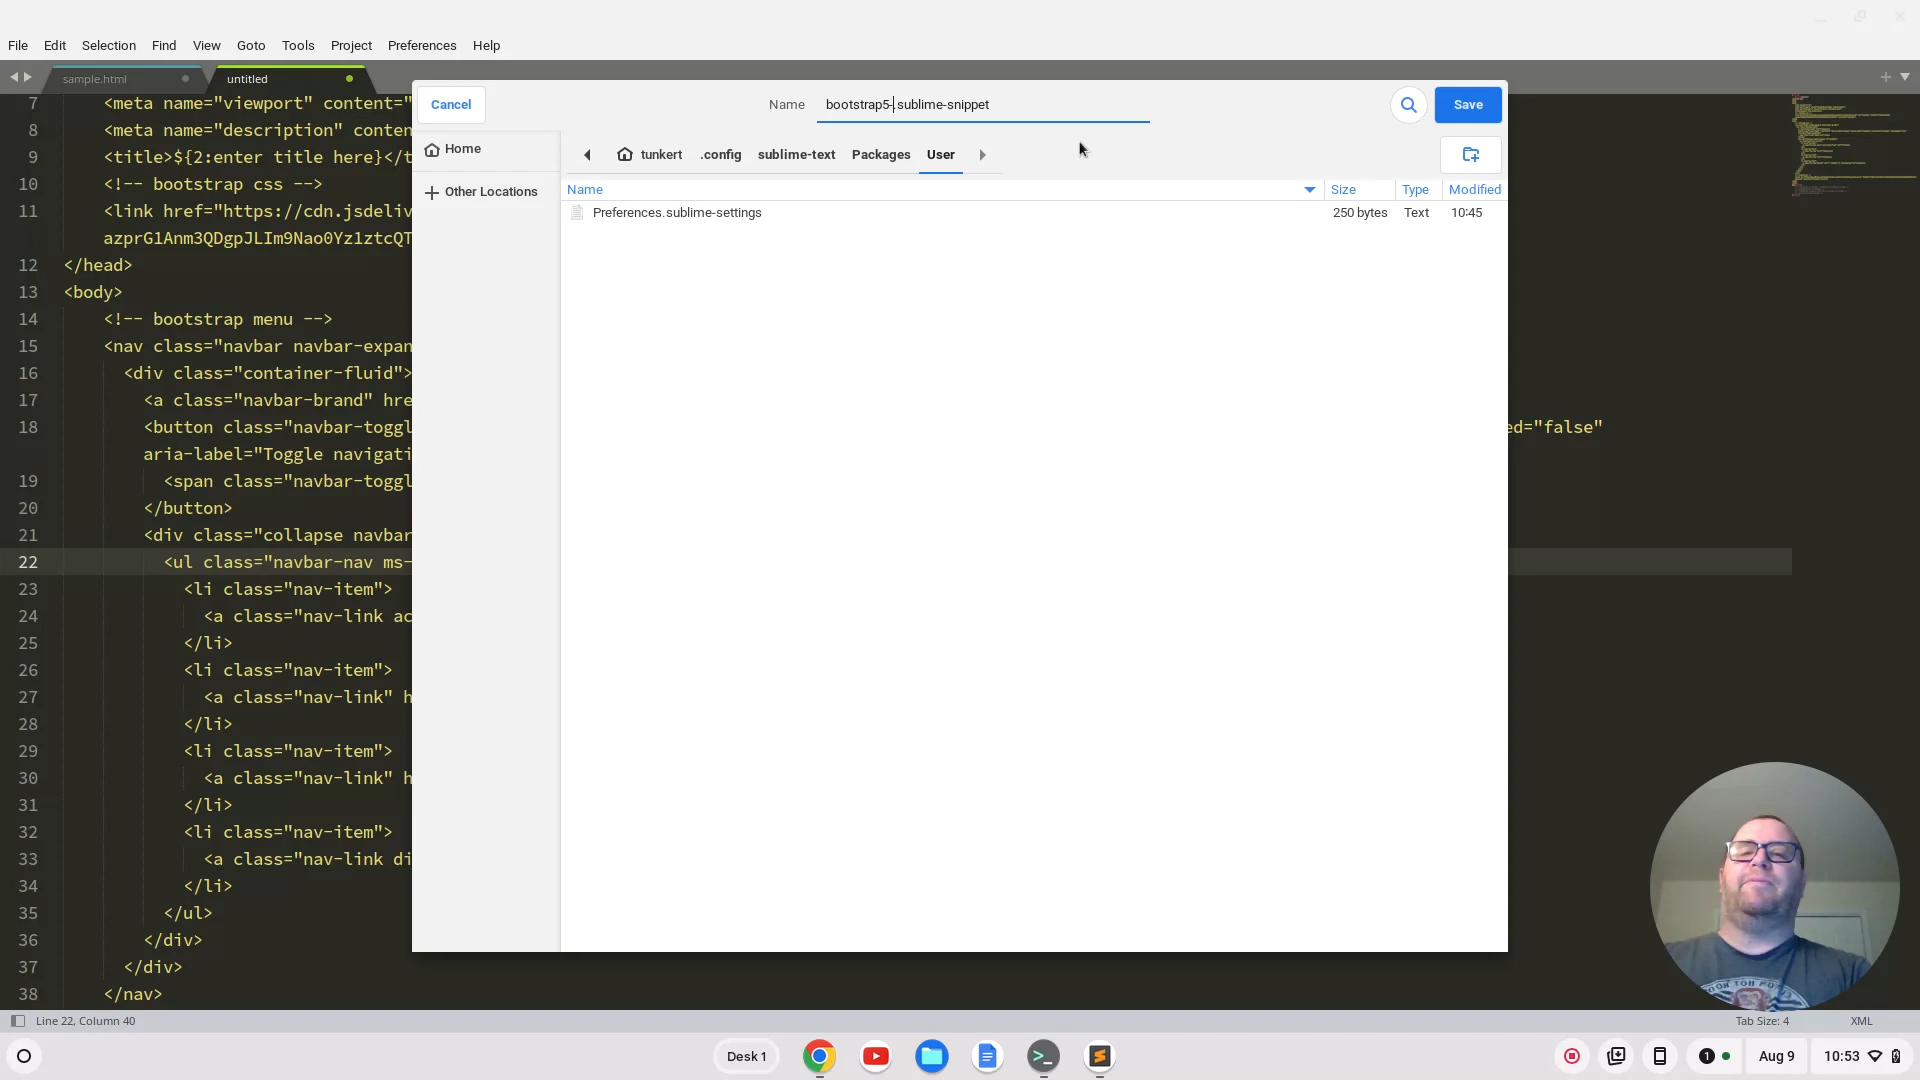 File Edit Selection Find View Goto Tools Project Preferences Help
sample.html
untitled
Cancel
Name bootstrap5-.sublime-snippet
Save
Home
Other Locations
tunkert .config sublime-text Packages User
Name Size Type Modified
Preferences.sublime-settings 250 bytes Text 10:45
7 <meta name="viewport" content="
8 <meta name="description" conten
9 <title>${2:enter title here}</t
10 <!-- bootstrap css -->
11 <link href="https://cdn.jsdeliv
azprG1Anm3QDgpJLIm9Nao0Yz1ztcQT
12 </head>
13 <body>
14 <!-- bootstrap menu -->
15 <nav class="navbar navbar-expan
16 <div class="container-fluid">
17 <a class="navbar-brand" hre
18 <button class="navbar-toggl ed="false"
aria-label="Toggle navigati
19 <span class="navbar-toggl
20 </button>
21 <div class="collapse navbar
22 <ul class="navbar-nav ms-
23 <li class="nav-item">
24 <a class="nav-link ac
25 </li>
26 <li class="nav-item">
27 <a class="nav-link" h
28 </li>
29 <li class="nav-item">
30 <a class="nav-link" h
31 </li>
32 <li class="nav-item">
33 <a class="nav-link di
34 </li>
35 </ul>
36 </div>
37 </div>
38 </nav>
Line 22, Column 40 Tab Size: 4 XML
Desk 1 1 Aug 9 10:53